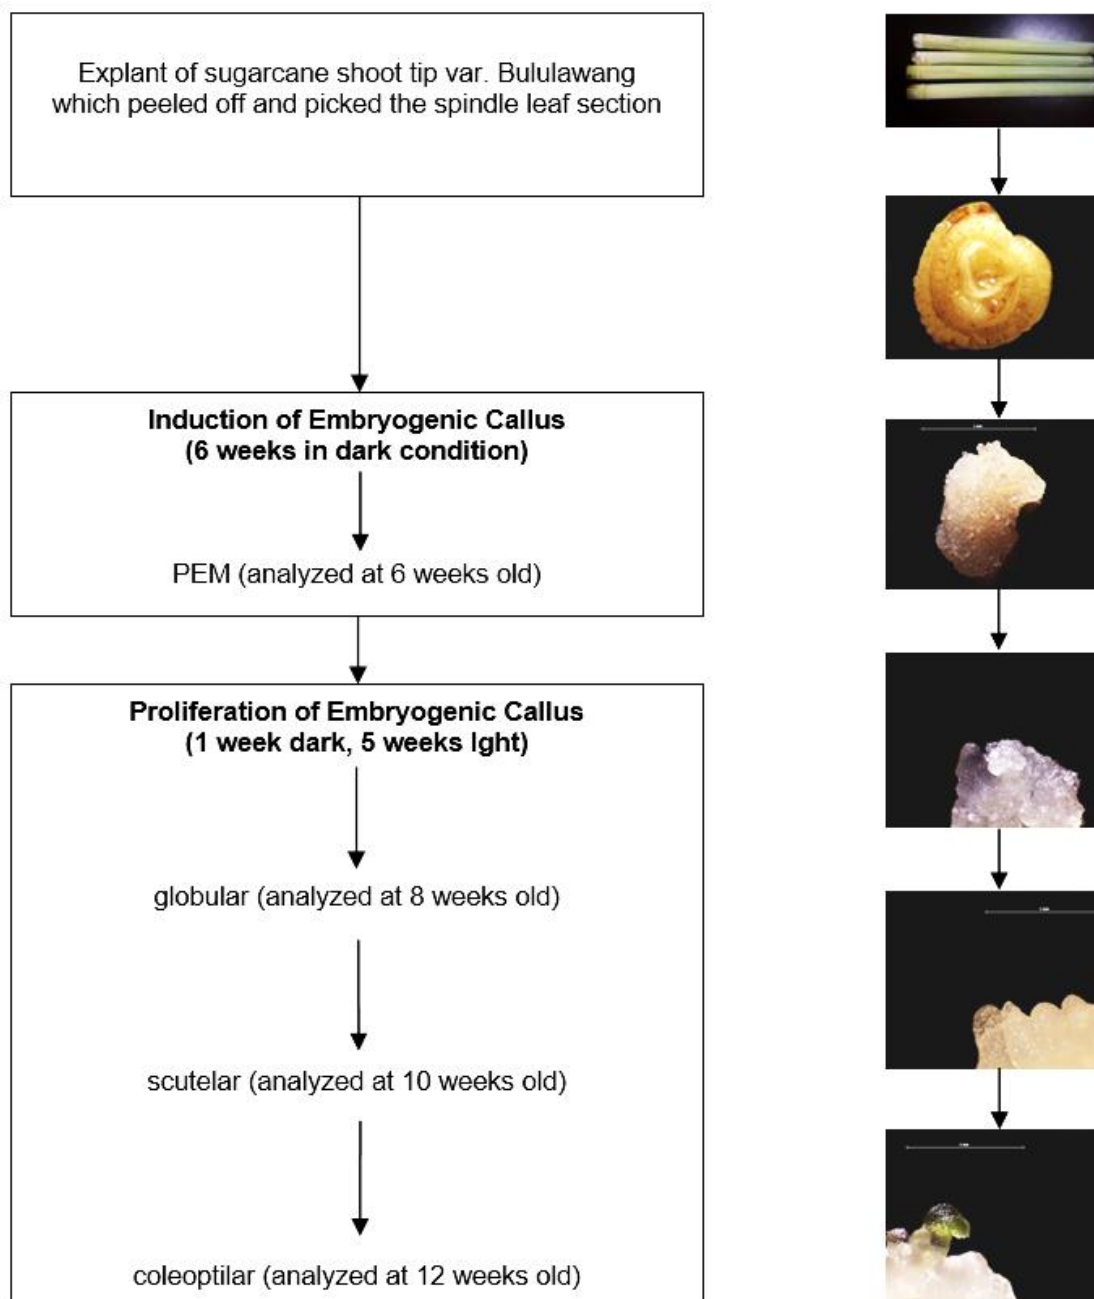 Explant of sugarcane shoot tip var. Bululawang
which peeled off and picked the spindle leaf section
Induction of Embryogenic Callus
(6 weeks in dark condition)
PEM (analyzed at 6 weeks old)
Proliferation of Embryogenic Callus
(1 week dark, 5 weeks lght)
globular (analyzed at 8 weeks old)
scutelar (analyzed at 10 weeks old)
coleoptilar (analyzed at 12 weeks old)